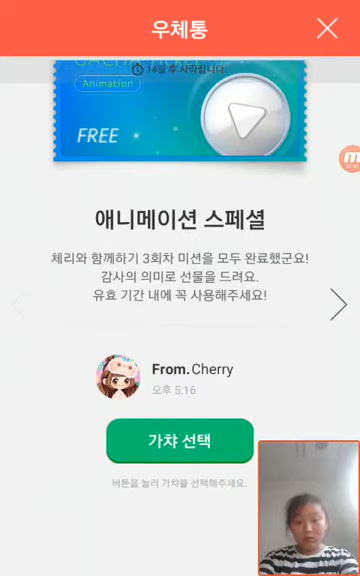 우체통
14일 후 사라집니다.
Animation
FREE
애니메이션 스페셜
체리와 함께하기 3회차 미션을 모두 완료했군요!
감사의 의미로 선물을 드려요.
유효 기간 내에 꼭 사용해주세요!
From. Cherry
오후 5:16
가챠 선택
버튼을 눌러 가챠를 선택해주세요.